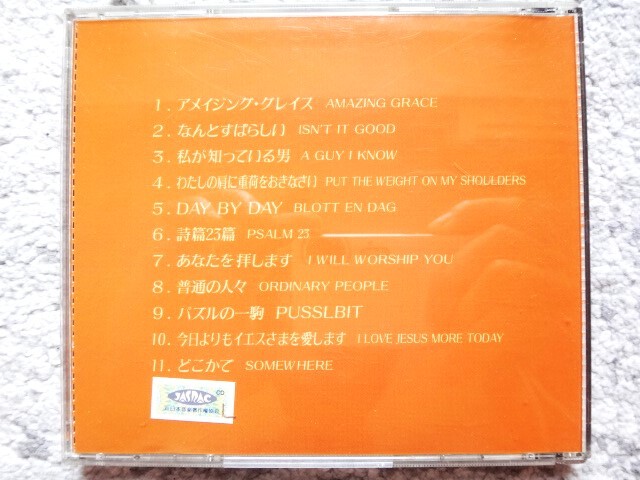 1. アメイジング・グレイス AMAZING GRACE
2. なんとすばらしい ISN'T IT GOOD
3. 私が知っている男 A GUY I KNOW
4. わたしの肩に重荷をおきなさい PUT THE WEIGHT ON MY SHOULDERS
5. DAY BY DAY BLOTT EN DAG
6. 詩篇23篇 PSALM 23
7. あなたを拝します I WILL WORSHIP YOU
8. 普通の人々 ORDINARY PEOPLE
9. パズルの一駒 PUSSLBIT
10. 今日よりもイエスさまを愛します I LOVE JESUS MORE TODAY
11. どこかで SOMEWHERE
JASRAC
CD
L